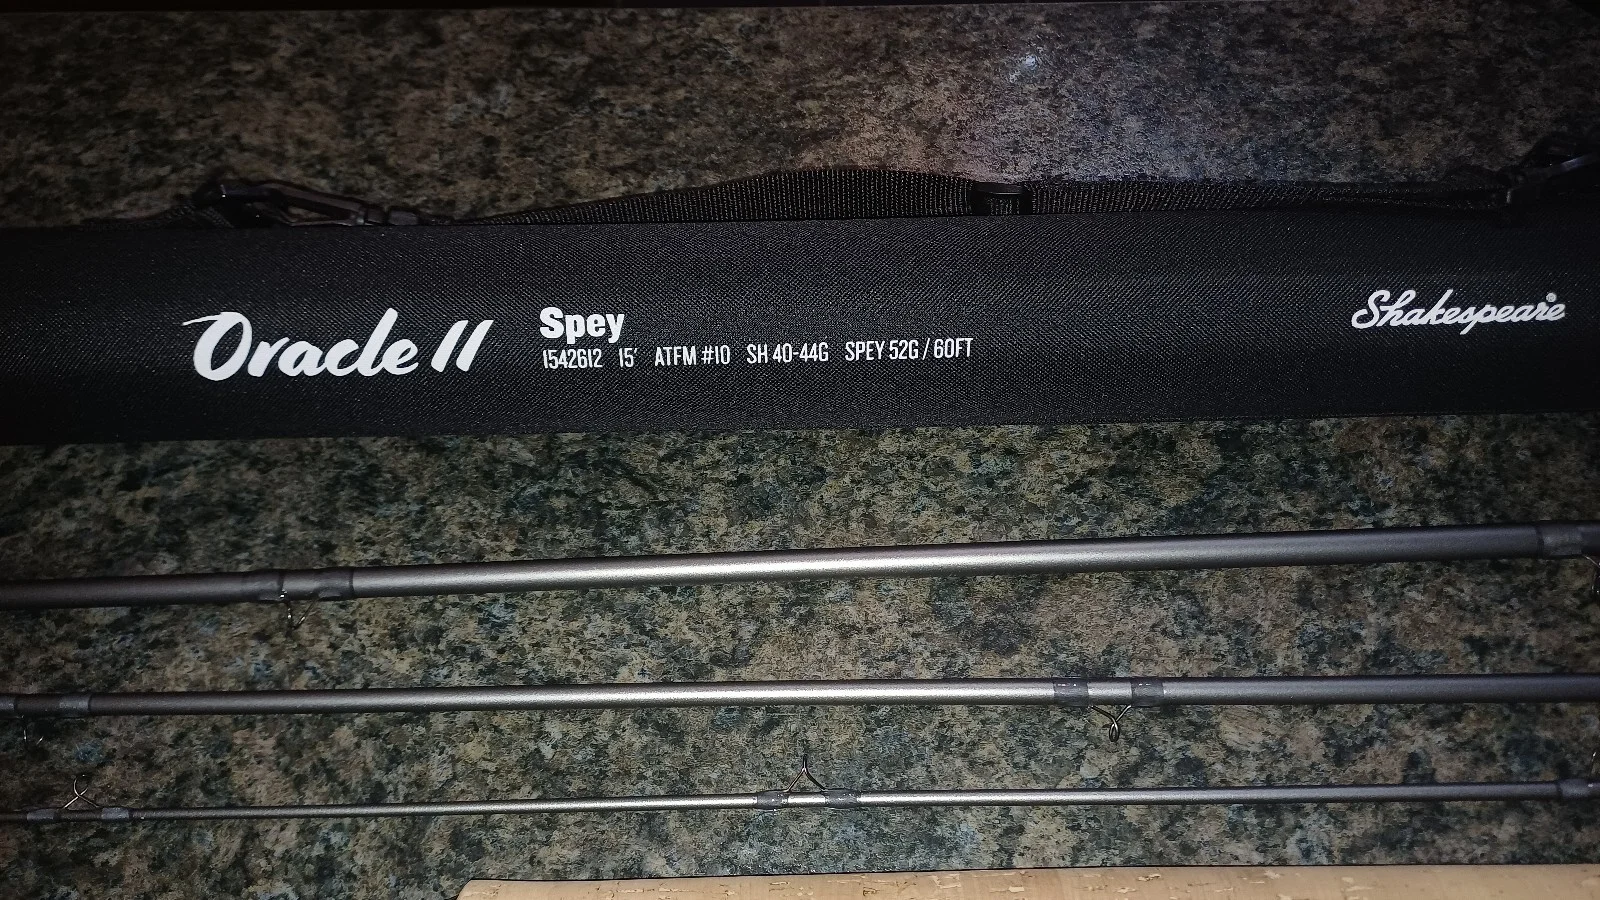 Oracle II
Spey
1542612 15' ATFM #10 SH 40-44G SPEY 52G / 60FT
Shakespeare®